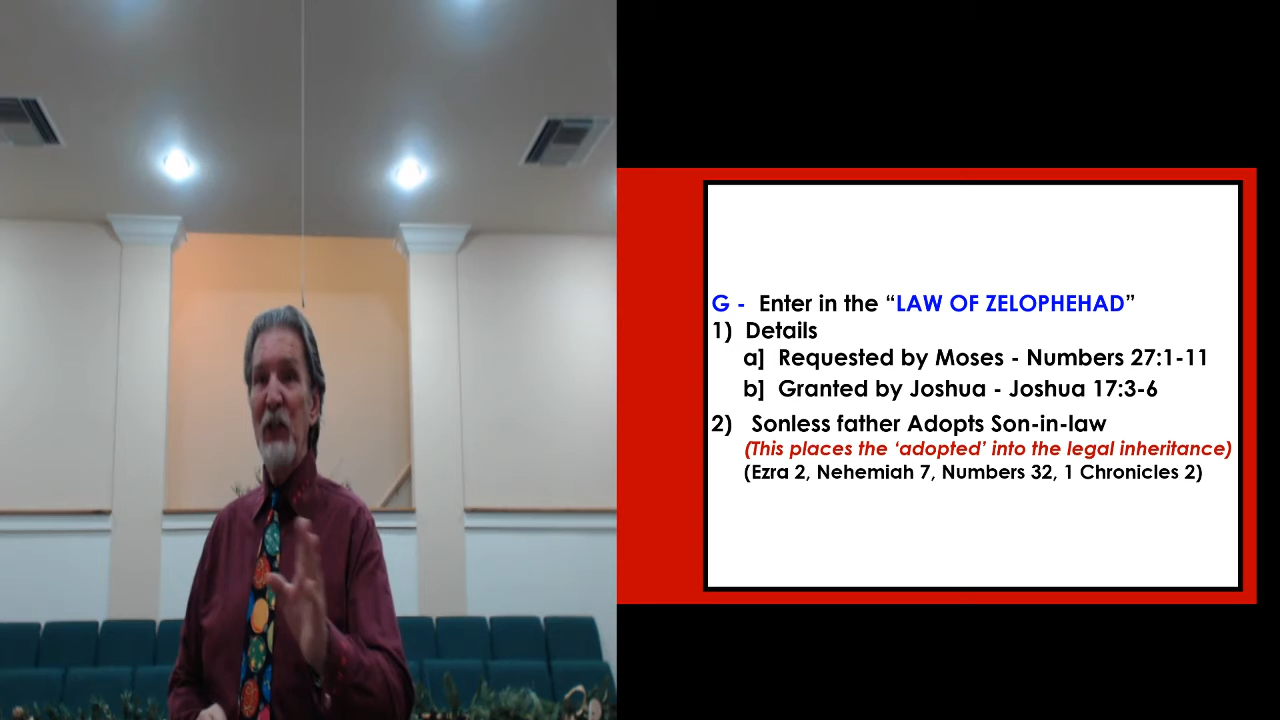 G - Enter in the “LAW OF ZELOPHEHAD”
1) Details
a] Requested by Moses - Numbers 27:1-11
b] Granted by Joshua - Joshua 17:3-6
2) Sonless father Adopts Son-in-law
(This places the ‘adopted’ into the legal inheritance)
(Ezra 2, Nehemiah 7, Numbers 32, 1 Chronicles 2)